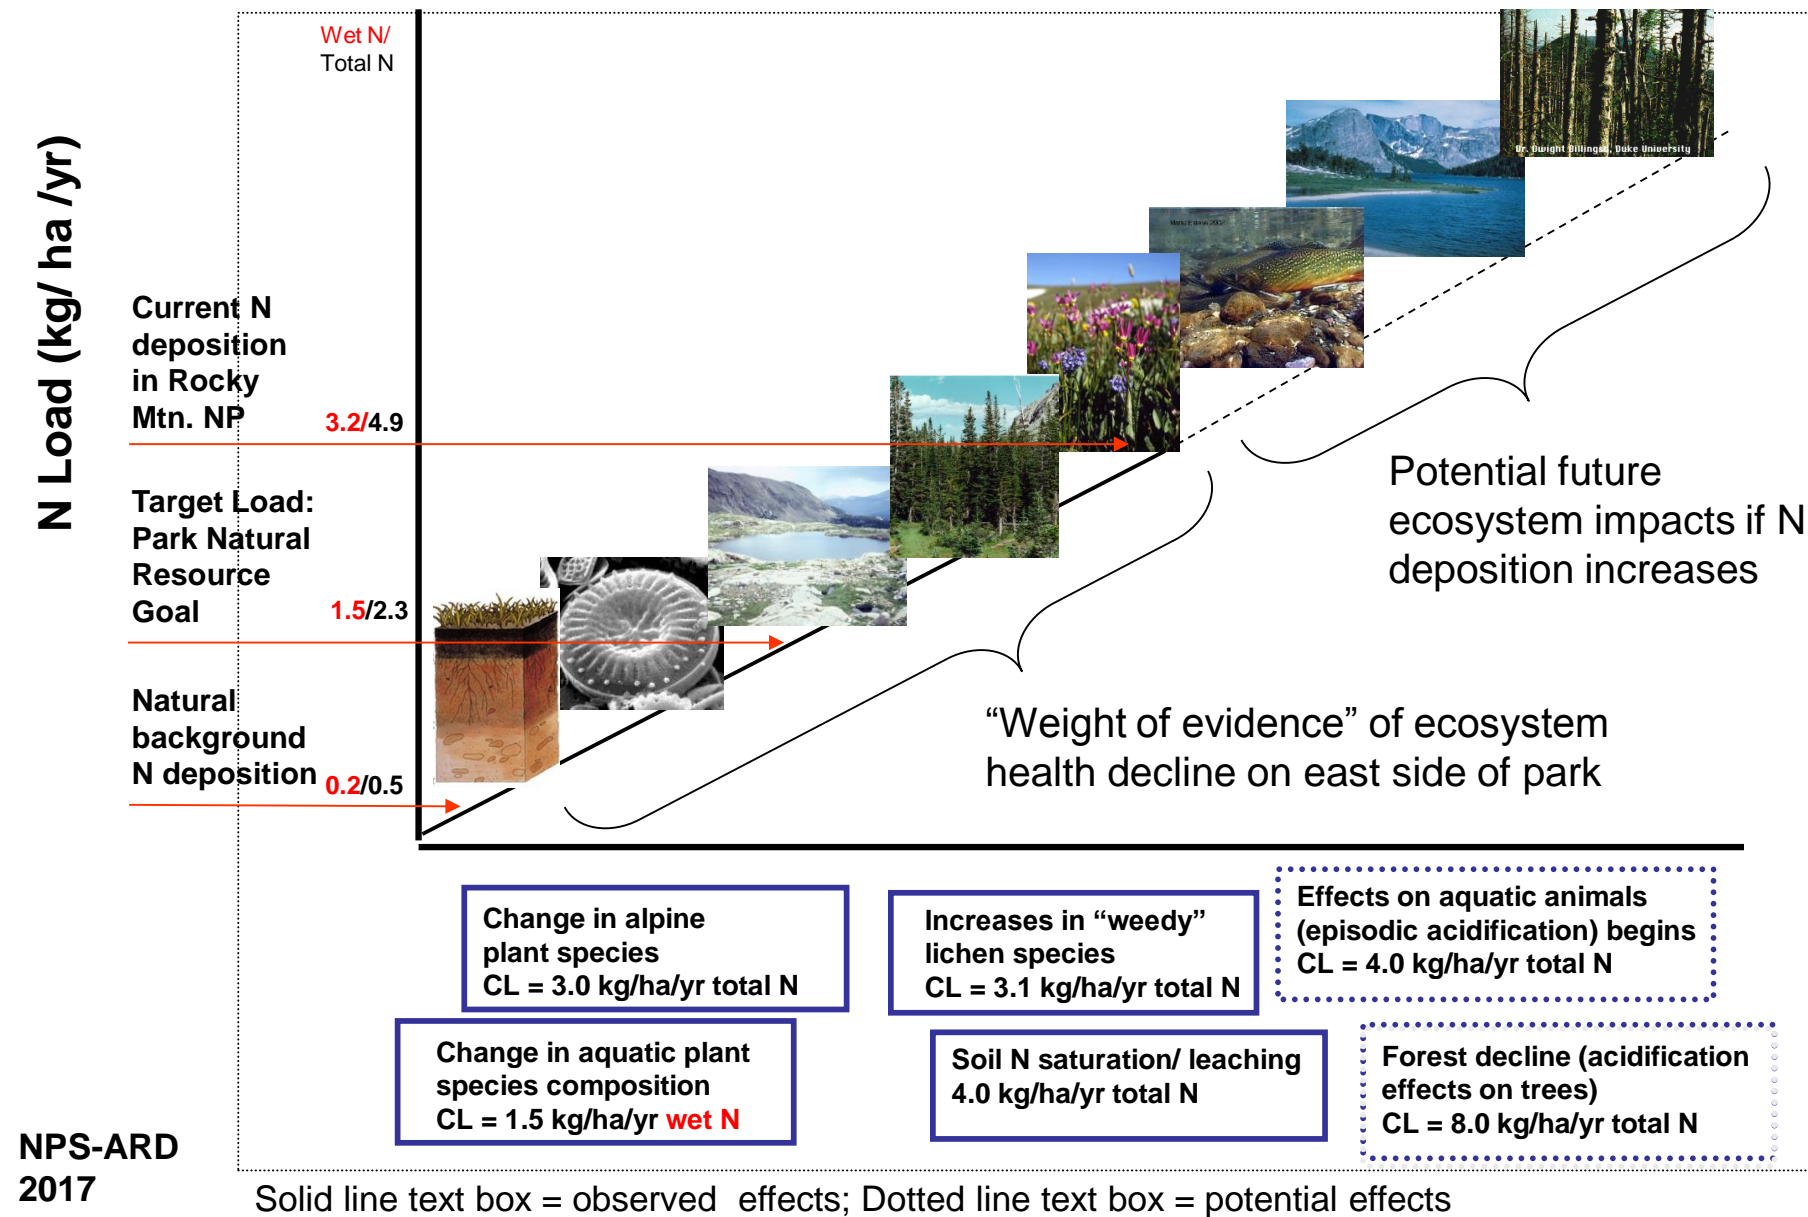 Wet N/
Total N
N Load (kg/ ha /yr)
Current N
deposition
in Rocky
Mtn. NP
3.2/4.9
Target Load:
Park Natural
Resource
Goal
1.5/2.3
Natural
background
N deposition
0.2/0.5
Dr. Dwight Billings, Duke University
Potential future
ecosystem impacts if N
deposition increases
“Weight of evidence” of ecosystem
health decline on east side of park
Change in alpine
plant species
CL = 3.0 kg/ha/yr total N
Change in aquatic plant
species composition
CL = 1.5 kg/ha/yr wet N
Increases in “weedy”
lichen species
CL = 3.1 kg/ha/yr total N
Soil N saturation/ leaching
4.0 kg/ha/yr total N
Effects on aquatic animals
(episodic acidification) begins
CL = 4.0 kg/ha/yr total N
Forest decline (acidification
effects on trees)
CL = 8.0 kg/ha/yr total N
NPS-ARD
2017
Solid line text box = observed  effects; Dotted line text box = potential effects